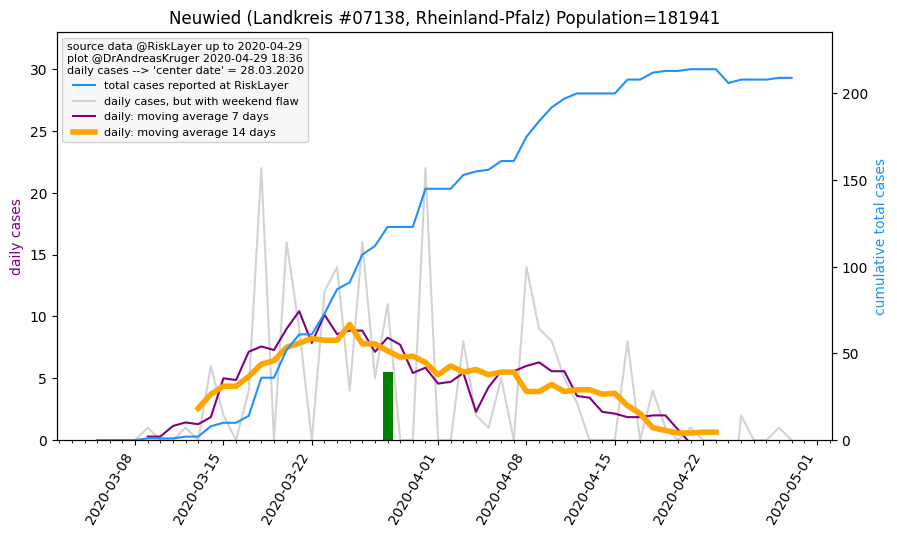 Neuwied (Landkreis #07138, Rheinland-Pfalz) Population=181941
source data @RiskLayer up to 2020-04-29
plot @DrAndreasKruger 2020-04-29 18:36
daily cases --> 'center date' = 28.03.2020
total cases reported at RiskLayer
daily cases, but with weekend flaw
daily: moving average 7 days
daily: moving average 14 days
daily cases
30
25
20
15
10
5
0
cumulative total cases
200
150
100
50
0
2020-03-08
2020-03-15
2020-03-22
2020-04-01
2020-04-08
2020-04-15
2020-04-22
2020-05-01